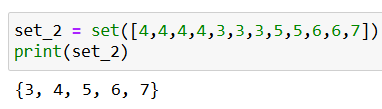 set_2 = set([4,4,4,4,3,3,3,5,5,6,6,7])
print(set_2)
{3, 4, 5, 6, 7}